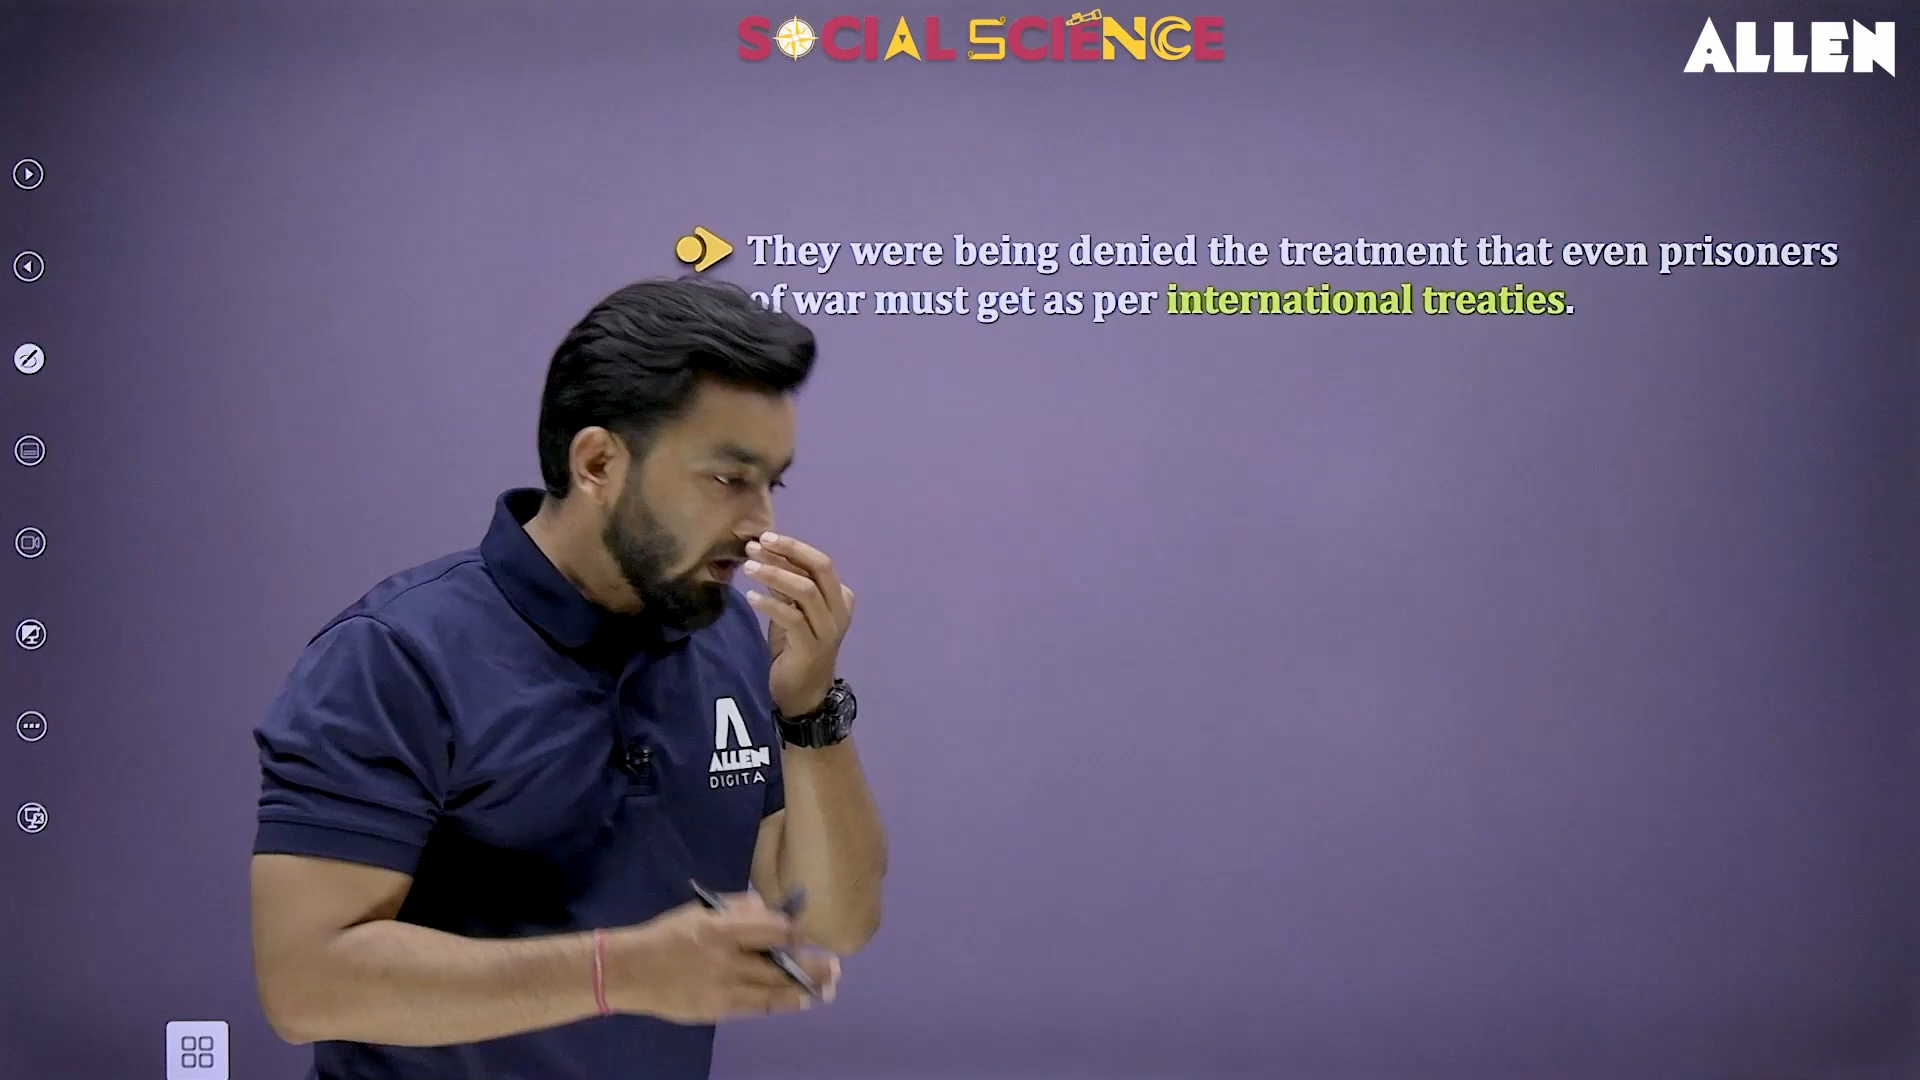 SOCIAL SCIENCE
ALLEN
They were being denied the treatment that even prisoners
of war must get as per international treaties.
ALLEN
DIGITA